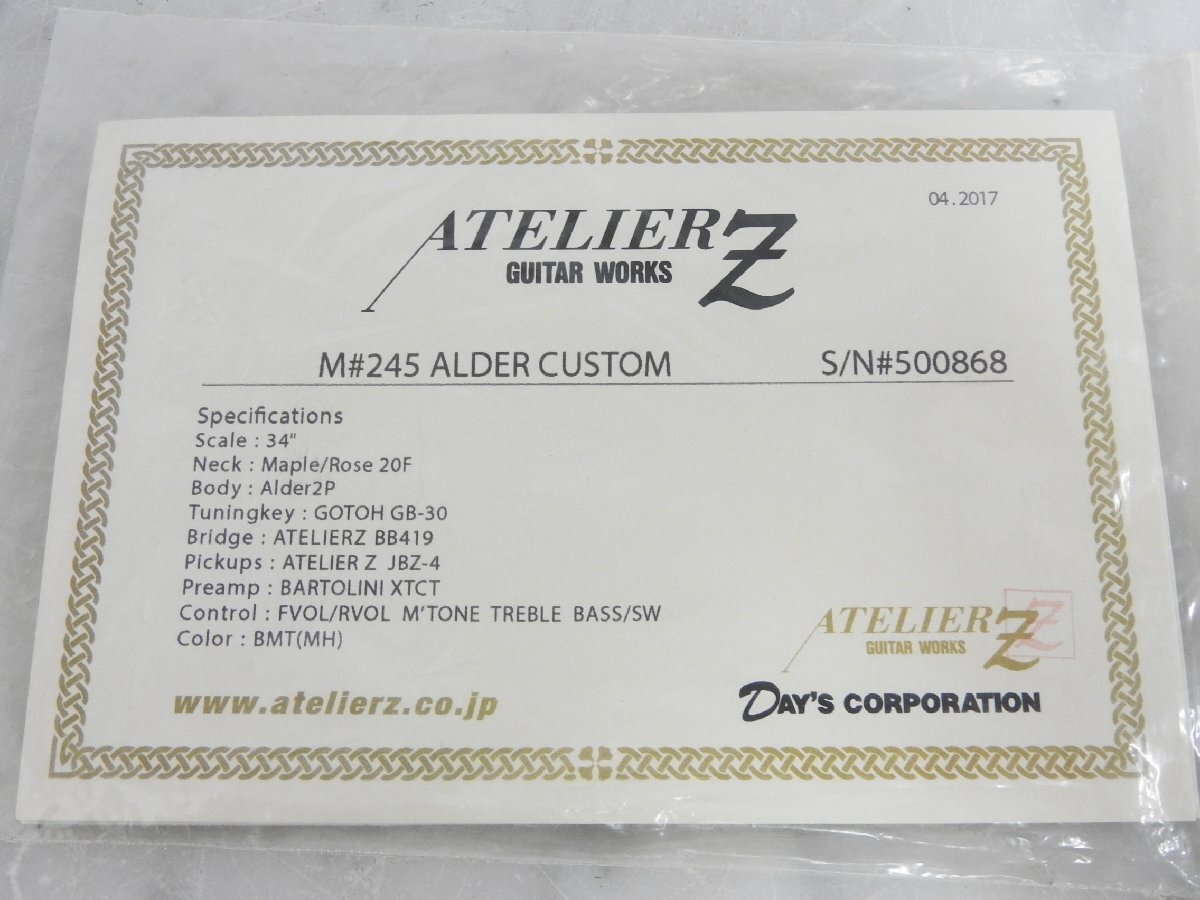 04.2017
ATELIER Z
GUITAR WORKS
M#245 ALDER CUSTOM S/N#500868
Specifications
Scale : 34"
Neck : Maple/Rose 20F
Body : Alder2P
Tuningkey : GOTOH GB-30
Bridge : ATELIERZ BB419
Pickups : ATELIER Z JBZ-4
Preamp : BARTOLINI XTCT
Control : FVOL/RVOL M'TONE TREBLE BASS/SW
Color : BMT(MH)
ATELIER Z
GUITAR WORKS
www.atelierz.co.jp
DAY'S CORPORATION